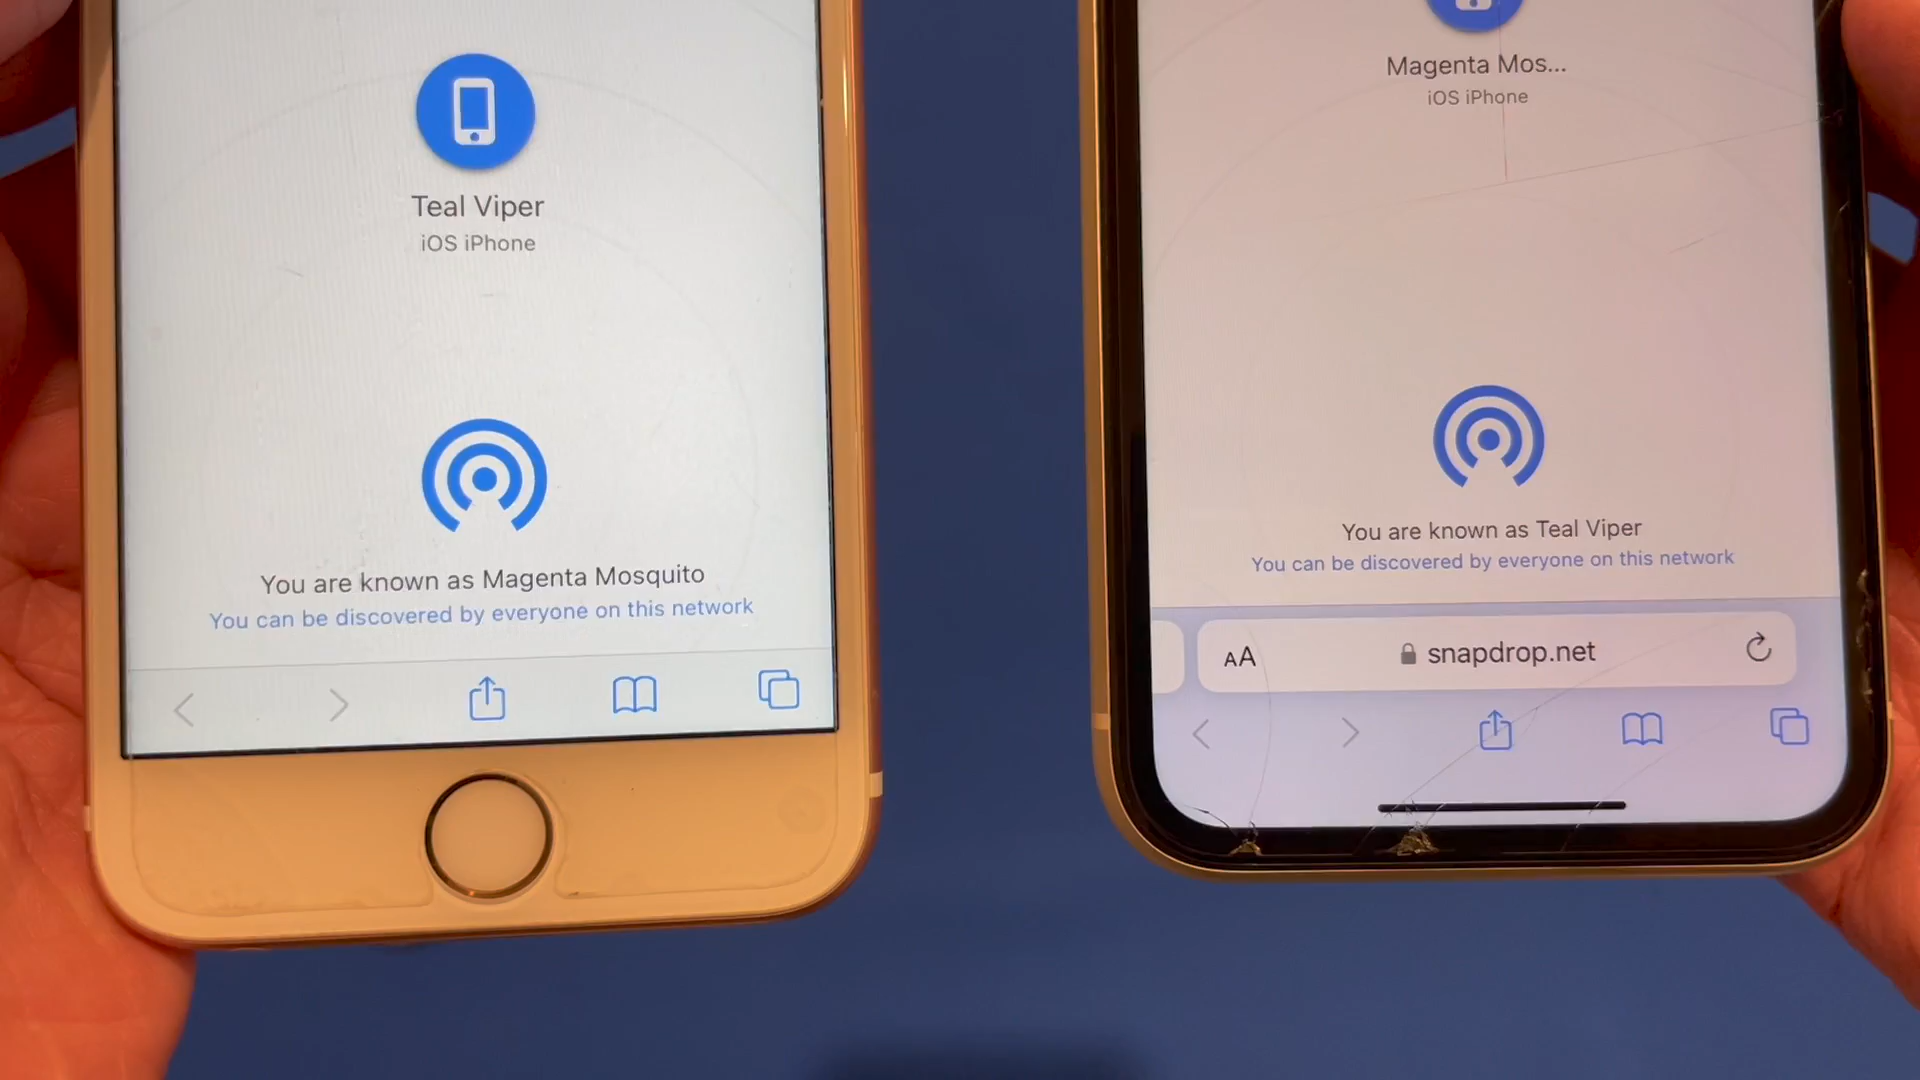 Teal Viper
iOS iPhone
You are known as Magenta Mosquito
You can be discovered by everyone on this network
Magenta Mos...
iOS iPhone
You are known as Teal Viper
You can be discovered by everyone on this network
AA snapdrop.net